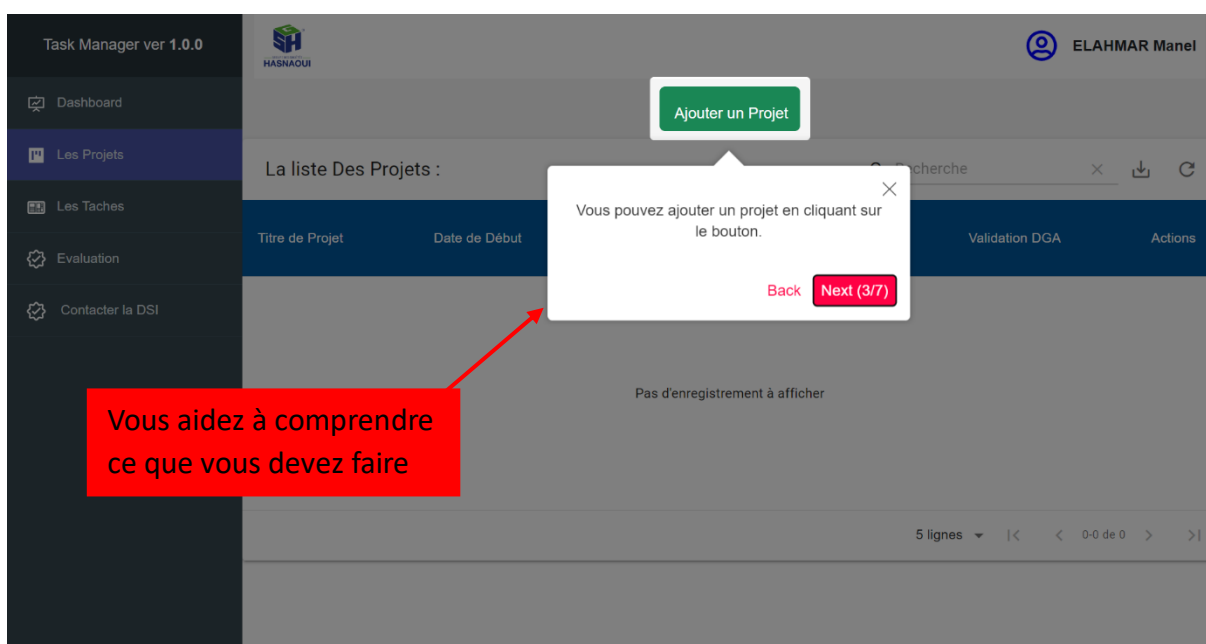 Task Manager ver 1.0.0
HASNAOUI
ELAHMAR Manel
Dashboard
Les Projets
Les Taches
Evaluation
Contacter la DSI
Ajouter un Projet
La liste Des Projets :
cherche
Titre de Projet
Date de Début
Validation DGA
Actions
Vous pouvez ajouter un projet en cliquant sur
le bouton.
Back
Next (3/7)
Pas d'enregistrement à afficher
Vous aidez à comprendre
ce que vous devez faire
5 lignes
0-0 de 0